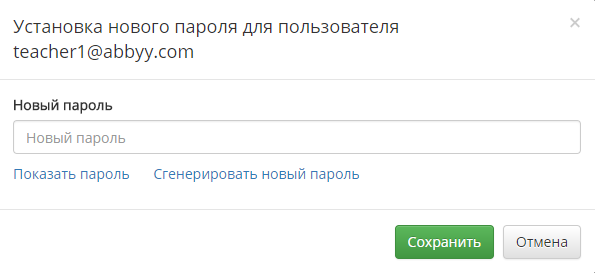 Установка нового пароля для пользователя ×
teacher1@abbyy.com
Новый пароль
Новый пароль
Показать пароль Сгенерировать новый пароль
Сохранить Отмена